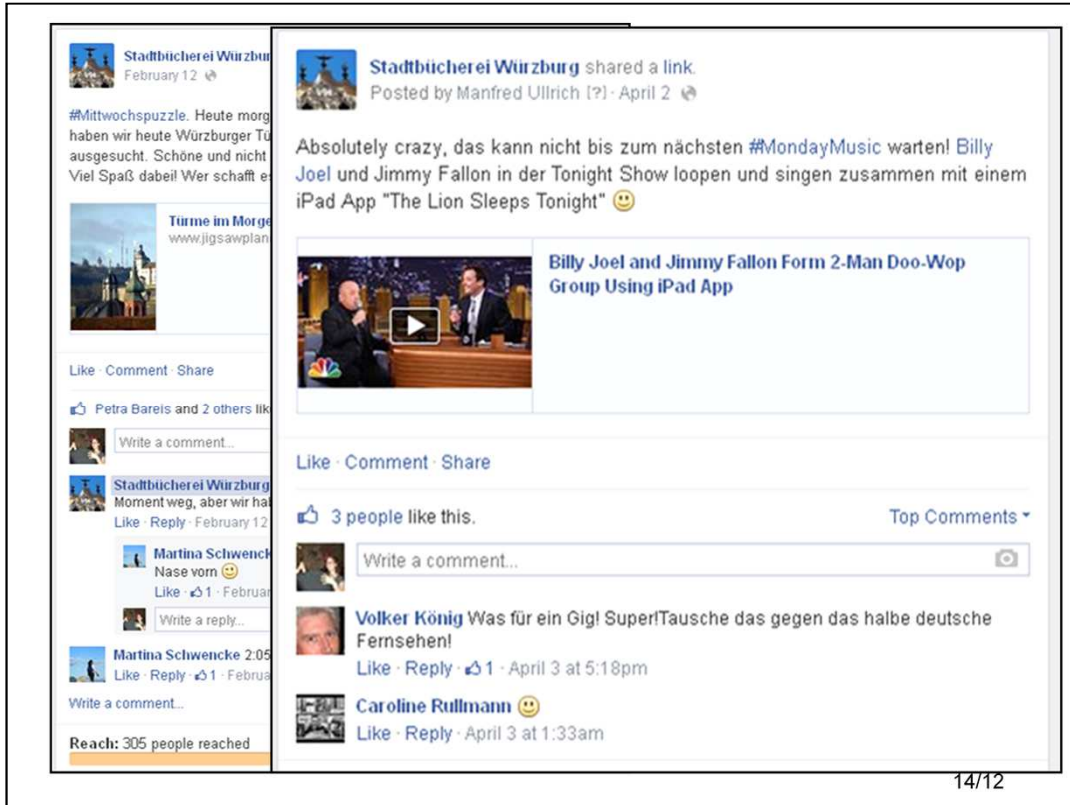 Stadtbücherei Würzbur
February 12
#Mittwochspuzzle. Heute morg
haben wir heute Würzburger Tü
ausgesucht. Schöne und nicht
Viel Spaß dabei! Wer schafft es
Türme im Morge
www.jigsawplan
Like · Comment · Share
Petra Bareis and 2 others lik
Write a comment...
Stadtbücherei Würzburg
Moment weg, aber wir hal
Like · Reply · February 12
Martina Schwenck
Nase vorn
Like · 1 · Februar
Write a reply...
Martina Schwencke 2:05
Like · Reply · 1 · Februa
Write a comment...
Reach: 305 people reached
Stadtbücherei Würzburg shared a link.
Posted by Manfred Ullrich [?] · April 2
Absolutely crazy, das kann nicht bis zum nächsten #MondayMusic warten! Billy
Joel und Jimmy Fallon in der Tonight Show loopen und singen zusammen mit einem
iPad App "The Lion Sleeps Tonight"
Billy Joel and Jimmy Fallon Form 2-Man Doo-Wop
Group Using iPad App
Like · Comment · Share
3 people like this.
Top Comments
Write a comment...
Volker König Was für ein Gig! Super!Tausche das gegen das halbe deutsche
Fernsehen!
Like · Reply · 1 · April 3 at 5:18pm
Caroline Rullmann
Like · Reply · April 3 at 1:33am
14/12